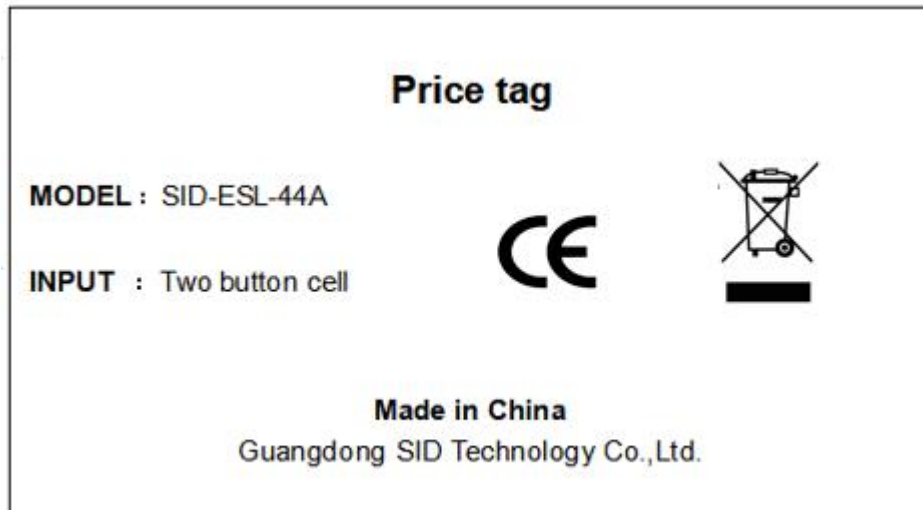 Price tag
MODEL： SID-ESL-44A
INPUT ： Two button cell
CE
Made in China
Guangdong SID Technology Co.,Ltd.